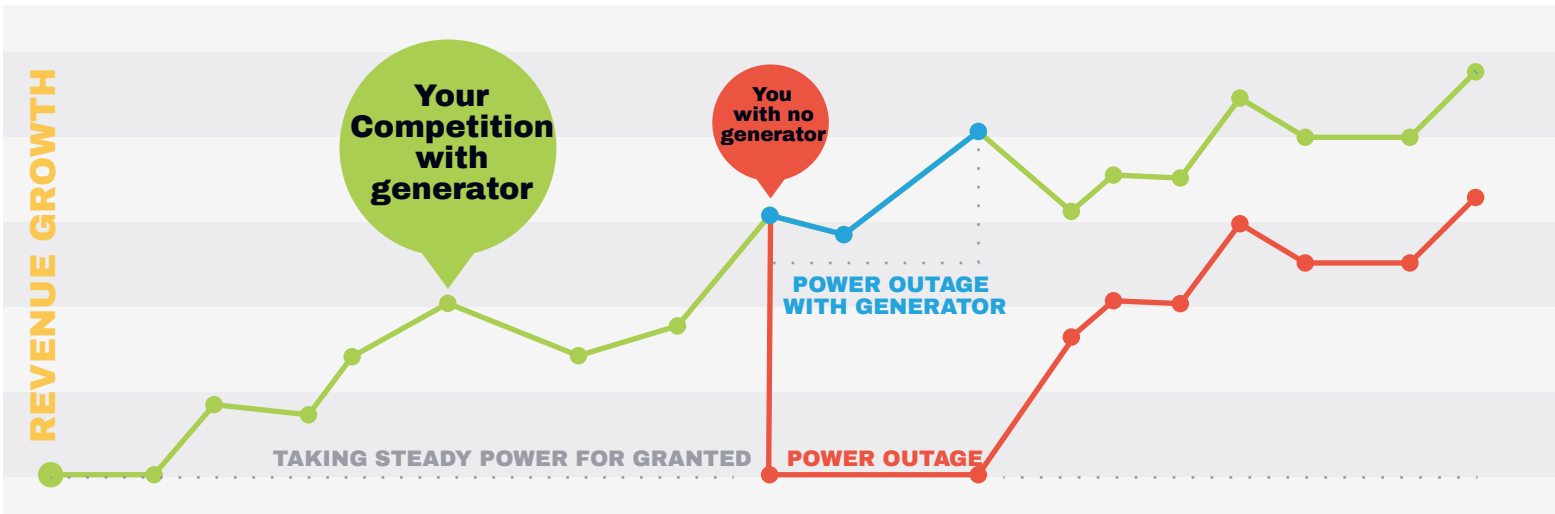 REVENUE GROWTH
Your
Competition
with
generator
You
with no
generator
POWER OUTAGE
WITH GENERATOR
TAKING STEADY POWER FOR GRANTED
POWER OUTAGE